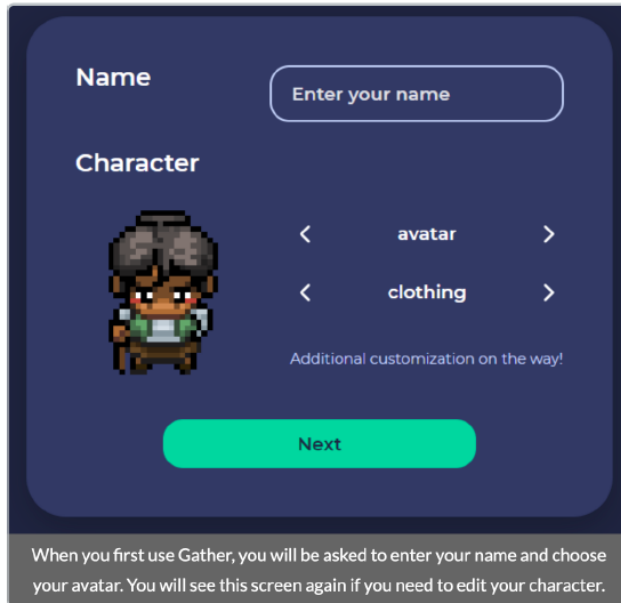 Name
Enter your name
Character
avatar
clothing
Additional customization on the way!
Next
When you first use Gather, you will be asked to enter your name and choose
your avatar. You will see this screen again if you need to edit your character.